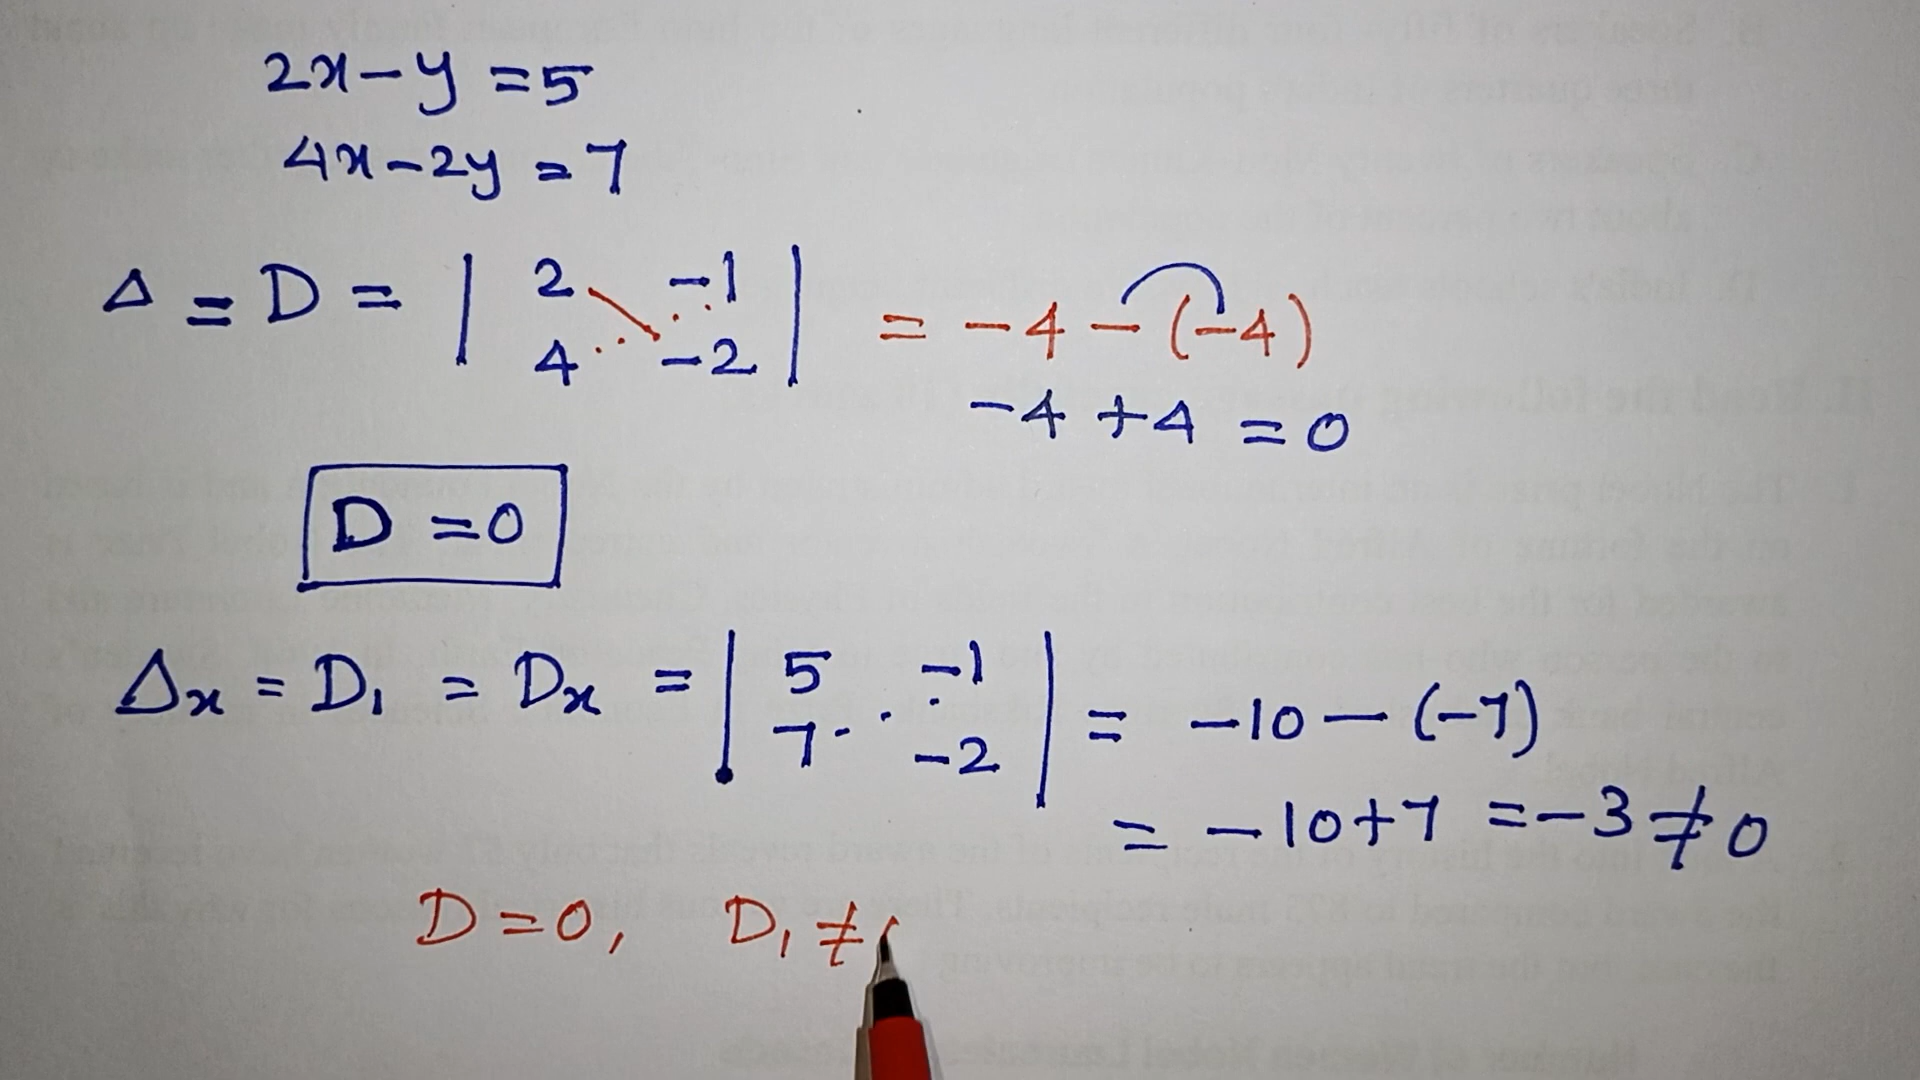 2x - y = 5
4x - 2y = 7
Δ = D = | 2 -1 | = -4 - (-4)
| 4 -2 |
-4 + 4 = 0
D = 0
Δx = D1 = Dx = | 5 -1 | = -10 - (-7)
| 7 -2 |
= -10 + 7 = -3 ≠ 0
D = 0, D1 ≠